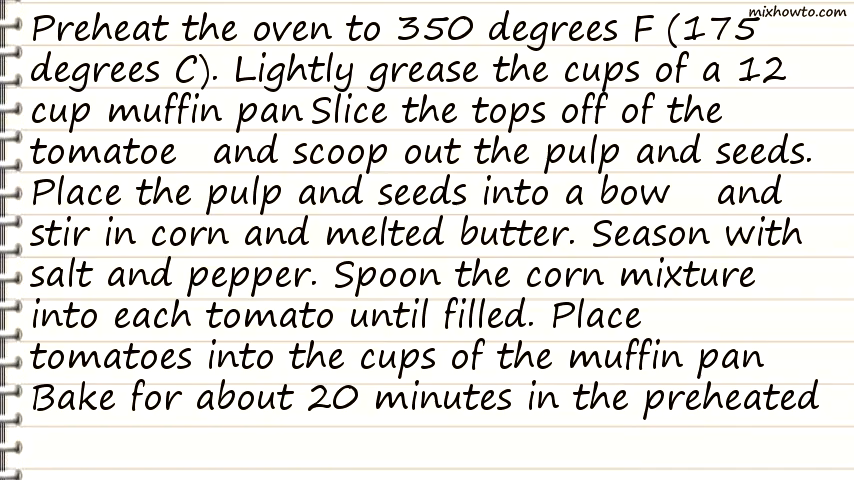 mixhowto.com
Preheat the oven to 350 degrees F (175
degrees C). Lightly grease the cups of a 12
cup muffin pan Slice the tops off of the
tomatoe and scoop out the pulp and seeds.
Place the pulp and seeds into a bow and
stir in corn and melted butter. Season with
salt and pepper. Spoon the corn mixture
into each tomato until filled. Place
tomatoes into the cups of the muffin pan
Bake for about 20 minutes in the preheated